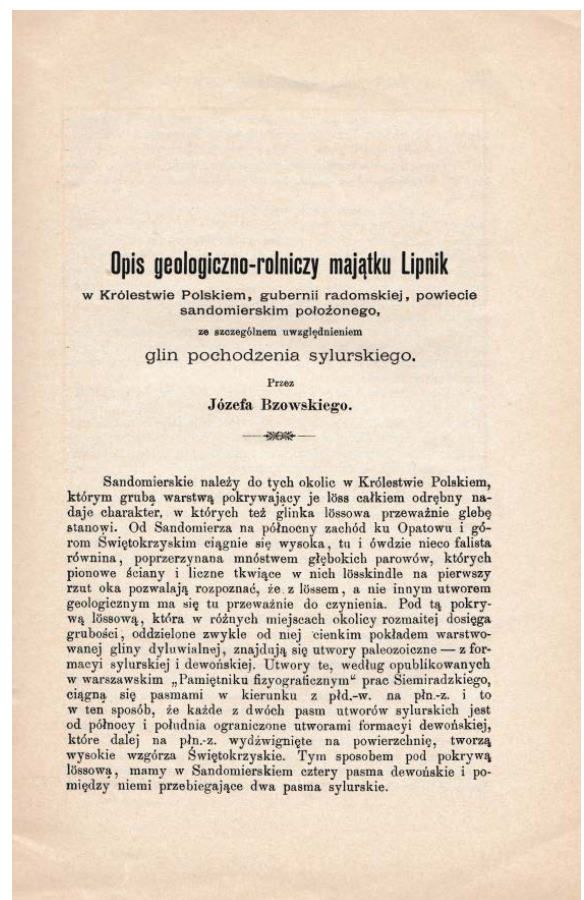 Opis geologiczno-rolniczy majątku Lipnik
w Królestwie Polskiem, gubernii radomskiej, powiecie
sandomierskim położonego,
ze szczególnem uwzględnieniem
glin pochodzenia sylurskiego.
Przez
Józefa Bzowskiego.
Sandomierskie należy do tych okolic w Królestwie Polskiem,
którym grubą warstwą pokrywający je löss całkiem odrębny na-
daje charakter, w których też glinka lössowa przeważnie glebę
stanowi. Od Sandomierza na północny zachód ku Opatowu i gó-
rom Świętokrzyskim ciągnie się wysoka, tu i ówdzie nieco falista
równina, poprzerzynana mnóstwem głębokich parowów, których
pionowe ściany i liczne tkwiące w nich lösskindle na pierwszy
rzut oka pozwalają rozpoznać, że z lössem, a nie innym utworem
geologicznym ma się tu przeważnie do czynienia. Pod tą pokry-
wą lössową, która w różnych miejscach okolicy rozmaitej dosięga
grubości, oddzielone zwykle od niej cienkim pokładem warstwo-
wanej gliny dyluwialnej, znajdują się utwory paleozoiczne — z for-
macyi sylurskiej i dewońskiej. Utwory te, według opublikowanych
w warszawskim „Pamiętniku fizyograficznym“ prac Siemiradzkiego,
ciągną się pasmami w kierunku z płd.-w. na płn.-z. i to
w ten sposób, że każde z dwóch pasm utworów sylurskich jest
od północy i południa ograniczone utworami formacyi dewońskiej,
które dalej na płn.-z. wydźwignięte na powierzchnię, tworzą
wysokie wzgórza Świętokrzyskie. Tym sposobem pod pokrywą
lössową, mamy w Sandomierskiem cztery pasma dewońskie i po-
między niemi przebiegające dwa pasma sylurskie.